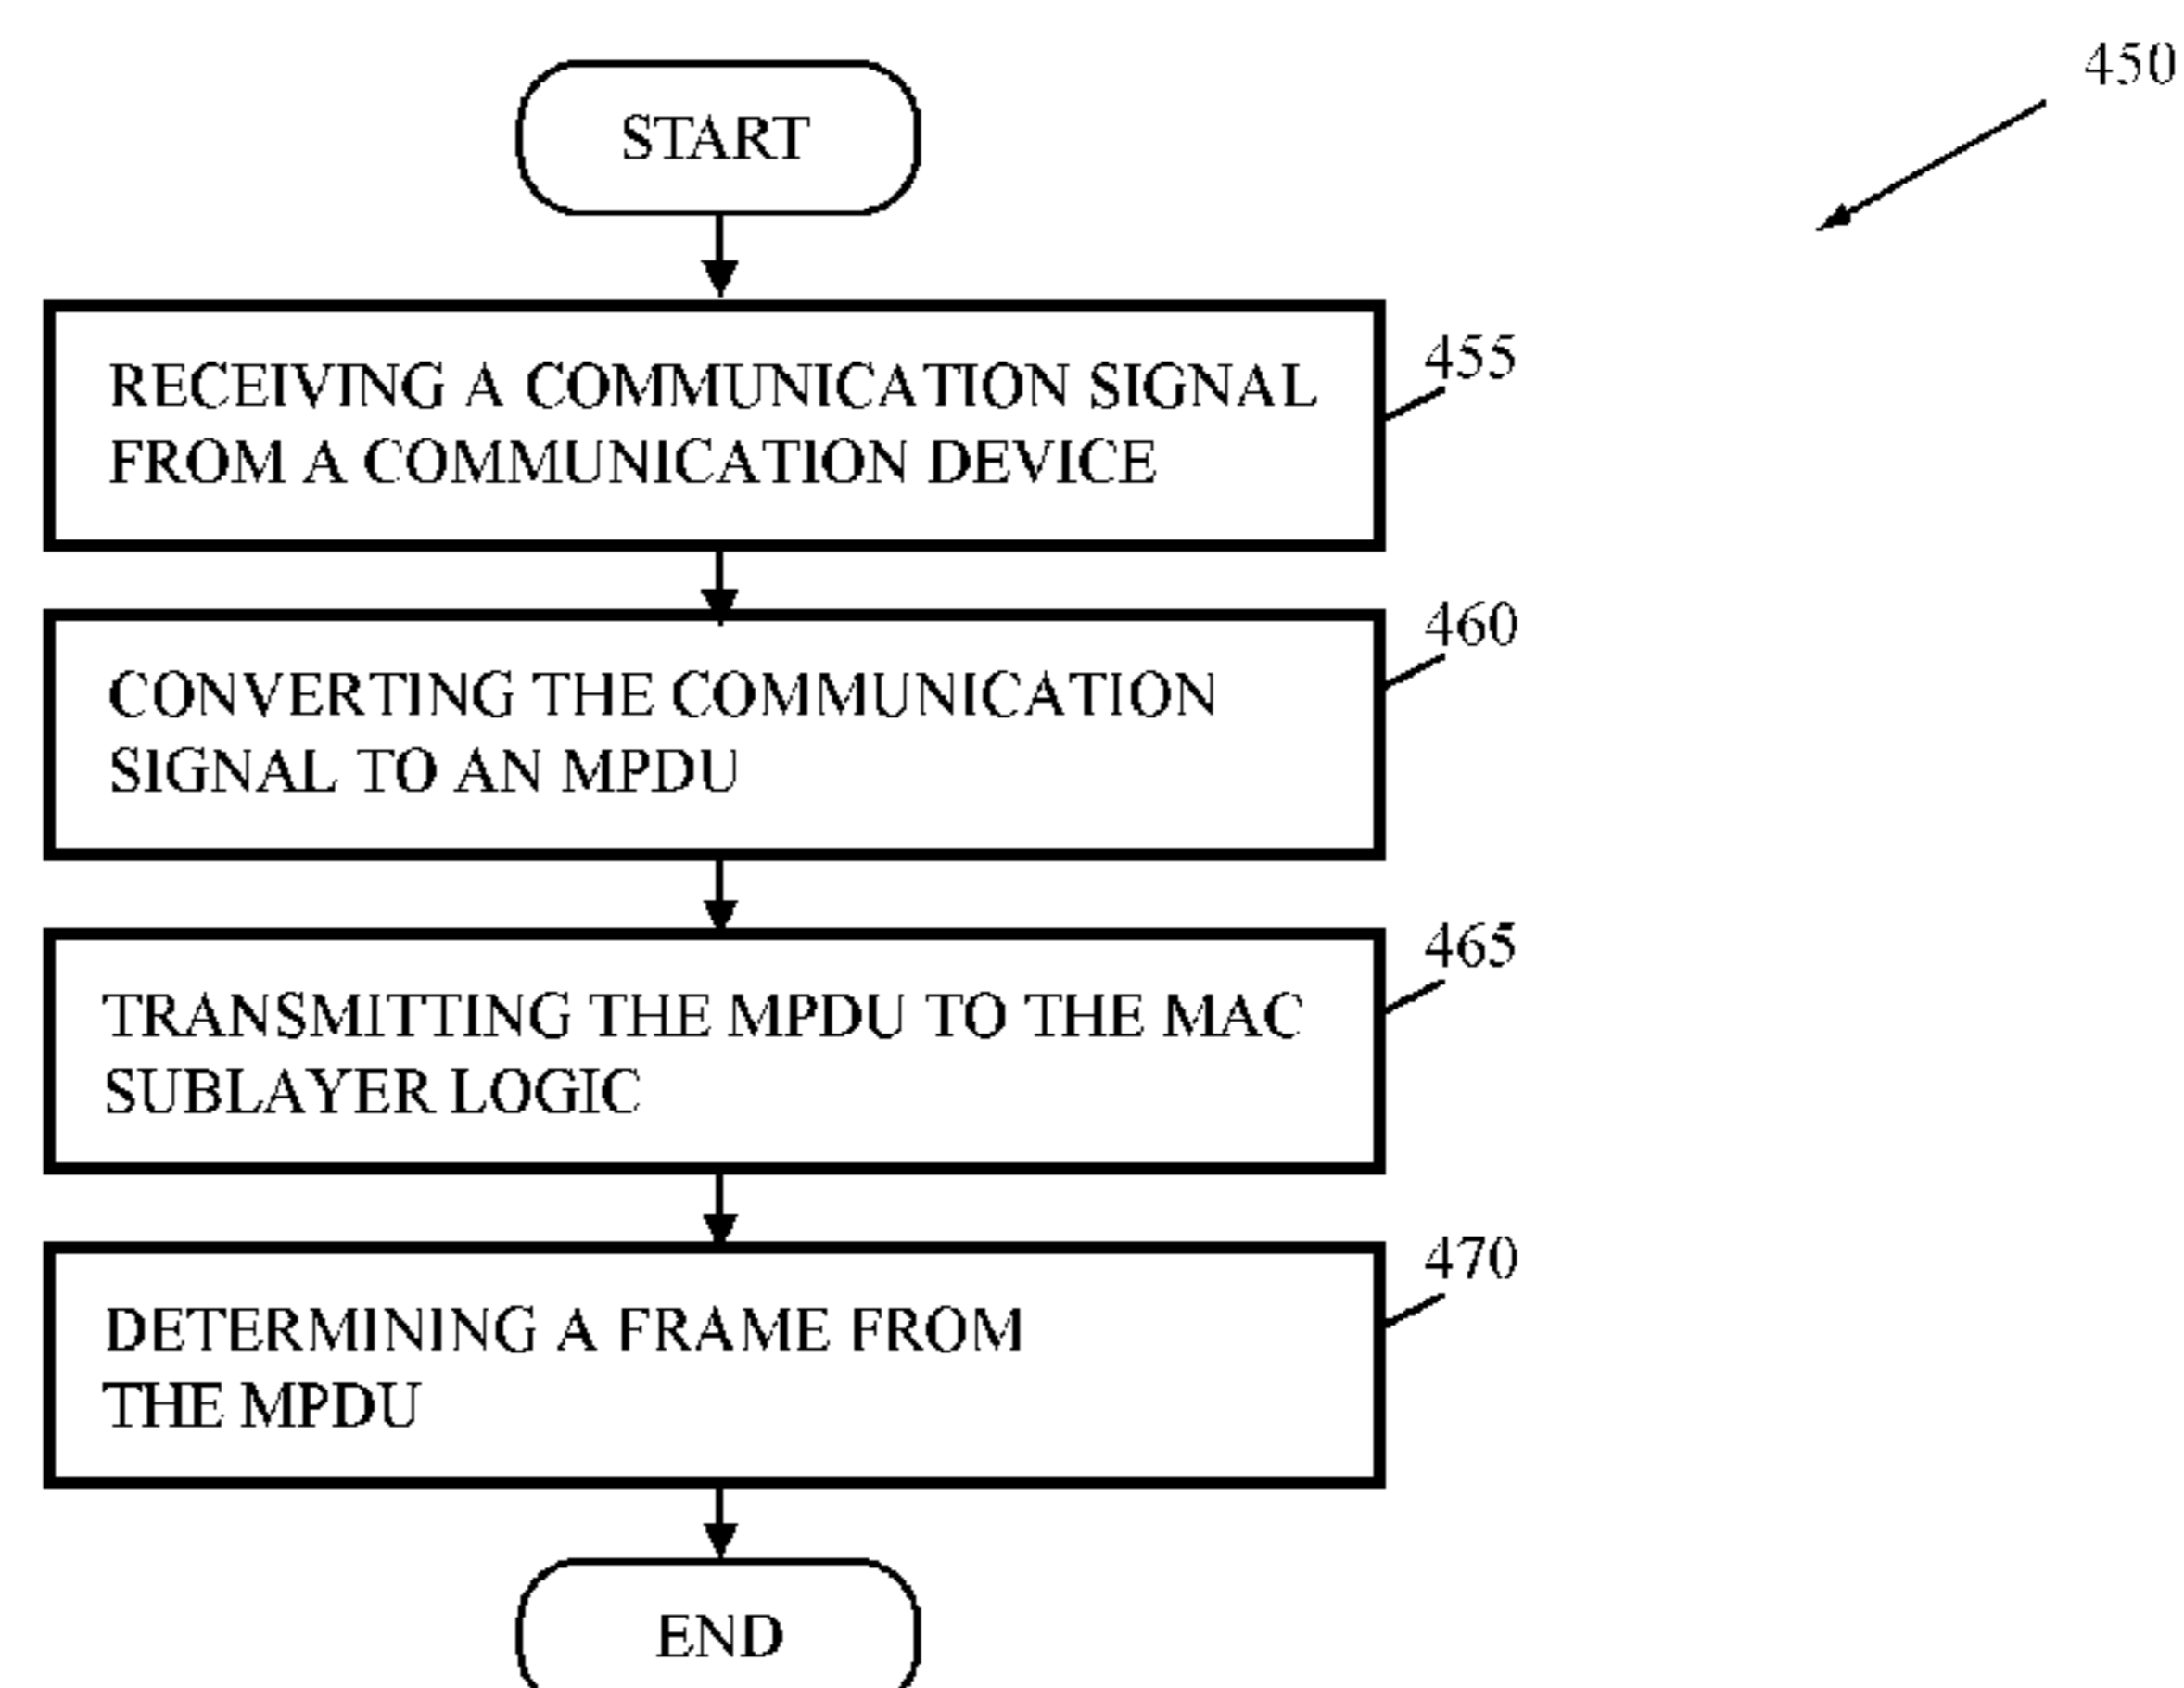 450
START
455
RECEIVING A COMMUNICATION SIGNAL
FROM A COMMUNICATION DEVICE
460
CONVERTING THE COMMUNICATION
SIGNAL TO AN MPDU
465
TRANSMITTING THE MPDU TO THE MAC
SUBLAYER LOGIC
470
DETERMINING A FRAME FROM
THE MPDU
END